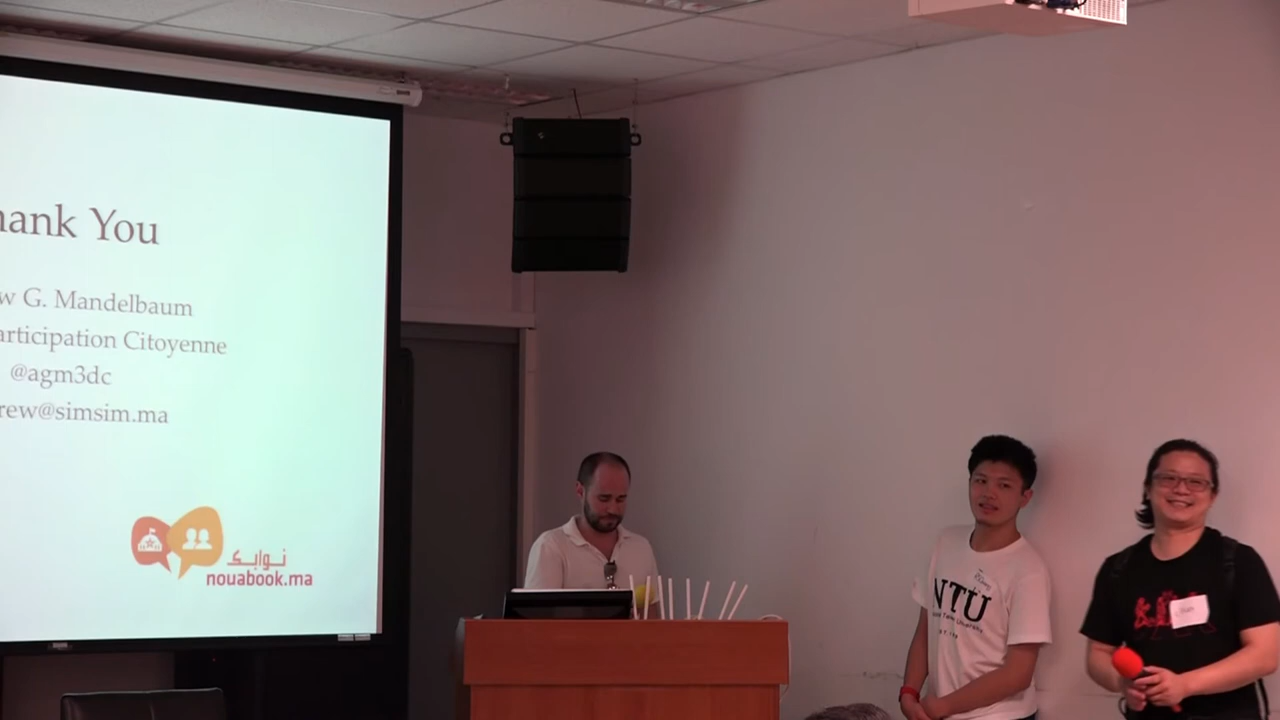 hank You
w G. Mandelbaum
articipation Citoyenne
@agm3dc
rew@simsim.ma
نوابك
nouabook.ma
NTU